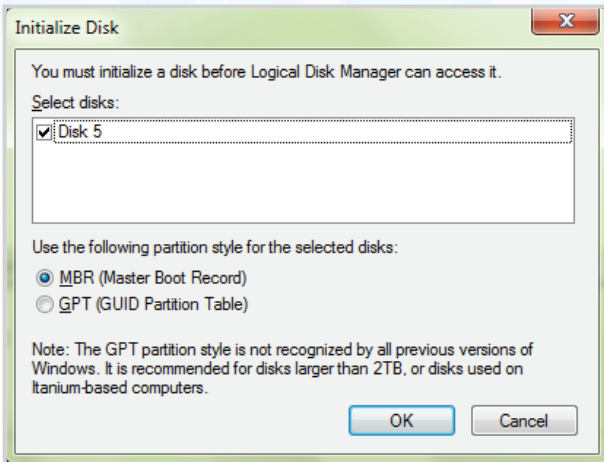 Initialize Disk
You must initialize a disk before Logical Disk Manager can access it.
Select disks:
Disk 5
Use the following partition style for the selected disks:
MBR (Master Boot Record)
GPT (GUID Partition Table)
Note: The GPT partition style is not recognized by all previous versions of
Windows. It is recommended for disks larger than 2TB, or disks used on
Itanium-based computers.
OK Cancel